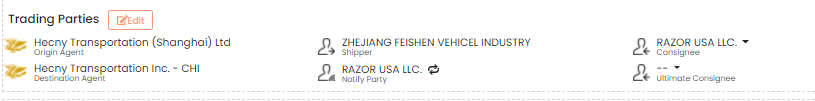 Trading Parties Edit
Hecny Transportation (Shanghai) Ltd ZHEJIANG FEISHEN VEHICEL INDUSTRY RAZOR USA LLC.
Origin Agent Shipper Consignee
Hecny Transportation Inc. - CHI RAZOR USA LLC. --
Destination Agent Notify Party Ultimate Consignee